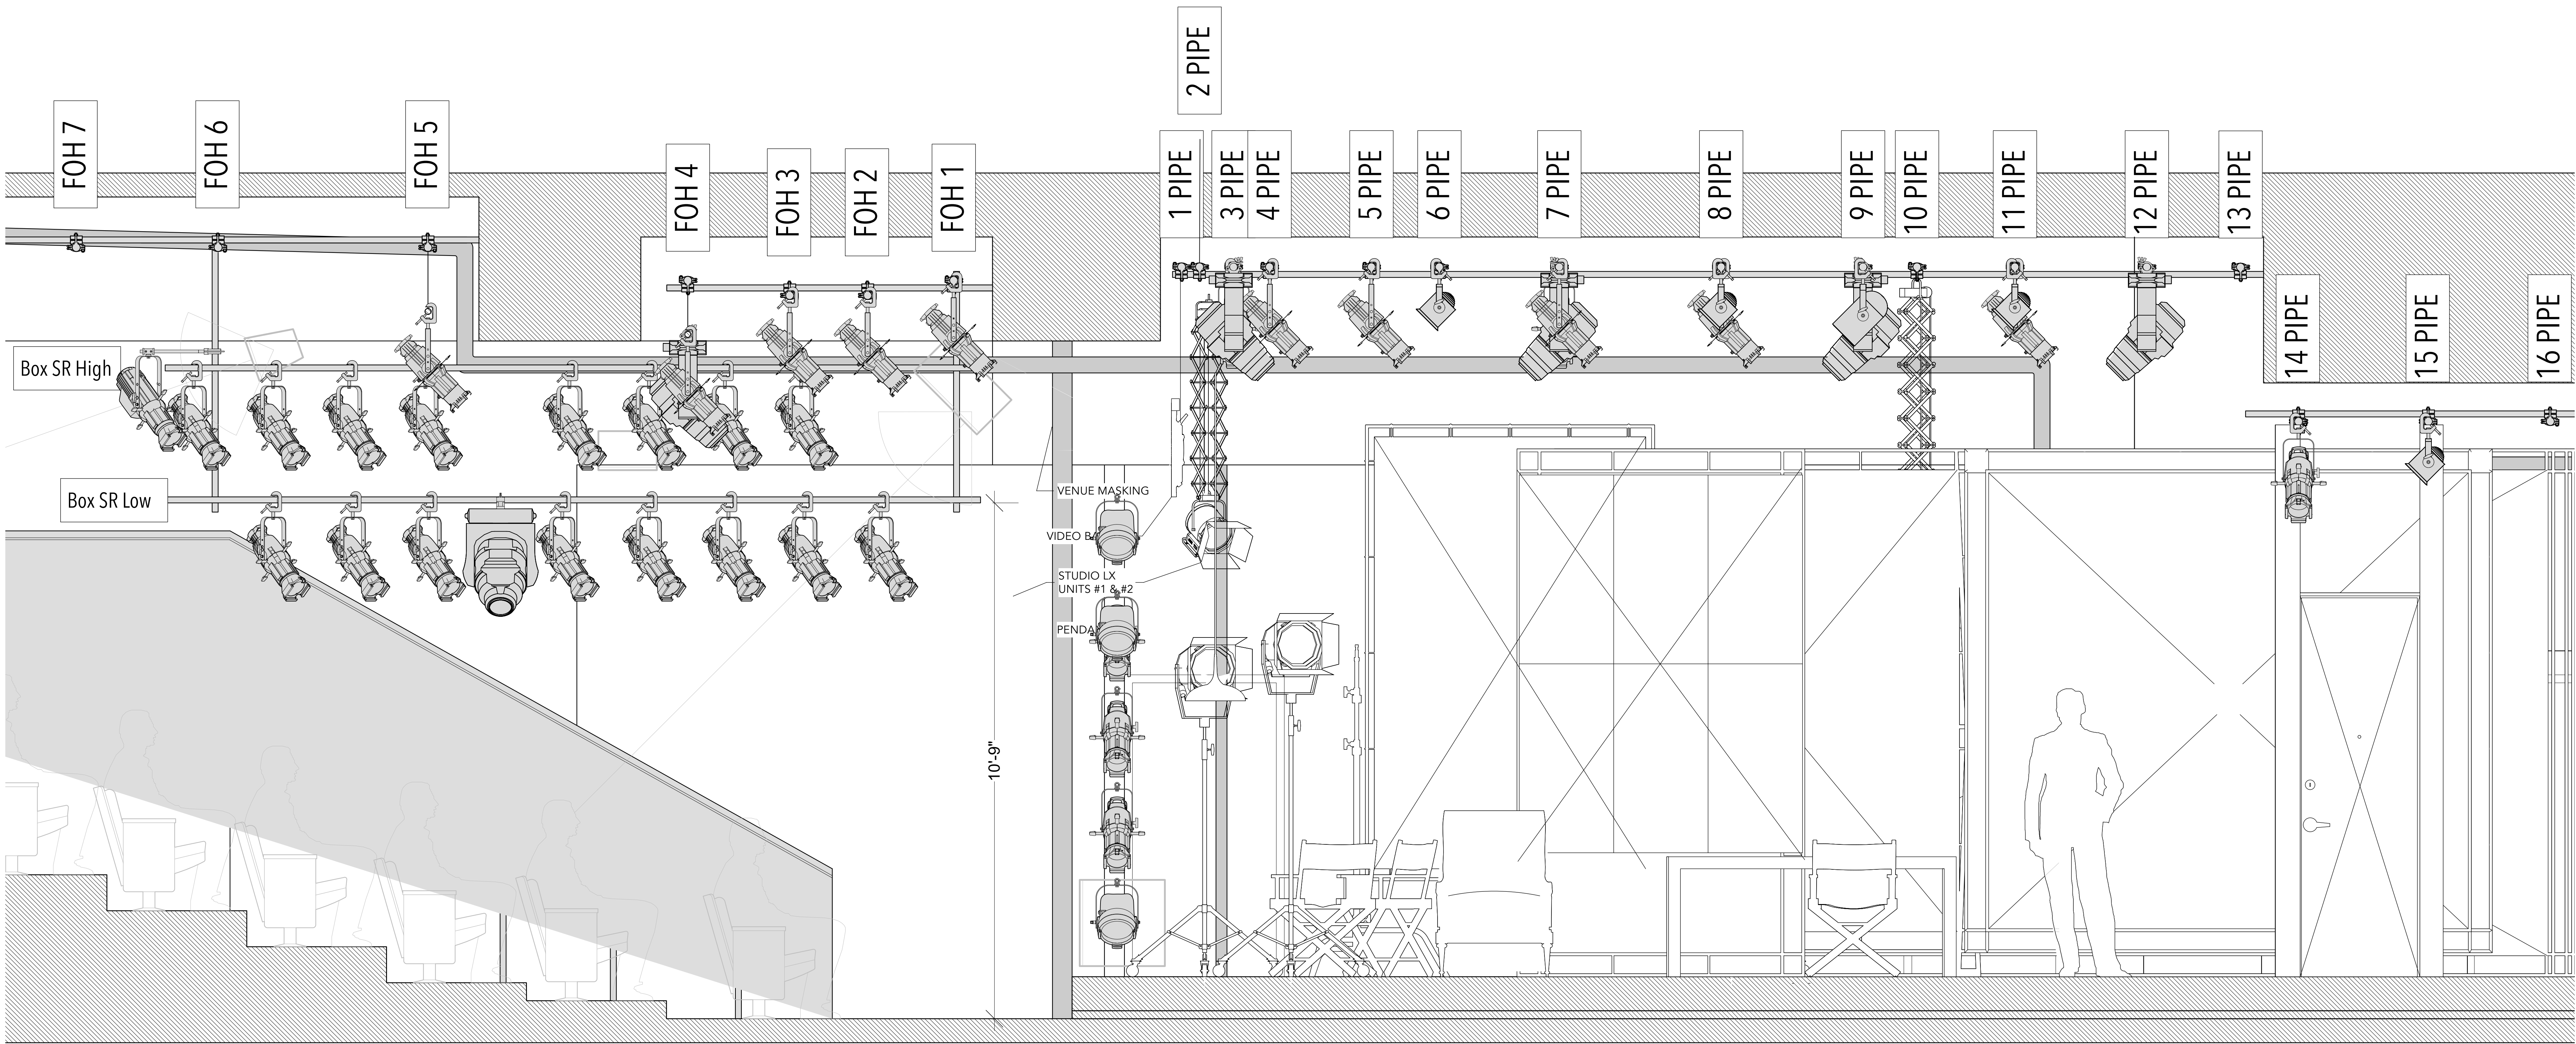 2 PIPE
FOH 7
FOH 6
FOH 5
FOH 4
FOH 3
FOH 2
FOH 1
1 PIPE
3 PIPE
4 PIPE
5 PIPE
6 PIPE
7 PIPE
8 PIPE
9 PIPE
10 PIPE
11 PIPE
12 PIPE
13 PIPE
14 PIPE
15 PIPE
16 PIPE
Box SR High
Box SR Low
VENUE MASKING
VIDEO
STUDIO LX
UNITS #1 & #2
10'-9"